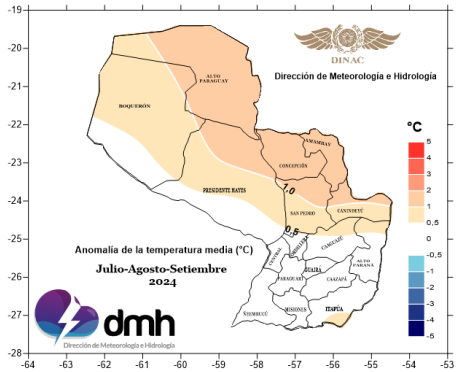 -19
-20
-21
-22
-23
-24
-25
-26
-27
-28
-64
-63
-62
-61
-60
-59
-58
-57
-56
-55
-54
DINAC
Dirección de Meteorología e Hidrología
°C
5
4
3
2
1
0,5
0
-0,5
-1
-2
-3
-4
-5
ALTO
PARAGUAY
BOQUERÓN
AMAMBAY
CONCEPCIÓN
1.0
PRESIDENTE HAYES
SAN PEDRO
CANINDEYÚ
0.5
CORDILLERA
CENTRAL
CAAGUAZÚ
ALTO
PARANÁ
GUAIRÁ
PARAGUARÍ
CAAZAPÁ
ÑEEMBUCÚ
MISIONES
ITAPÚA
Anomalía de la temperatura media (°C)
Julio-Agosto-Setiembre
2024
dmh
Dirección de Meteorología e Hidrología